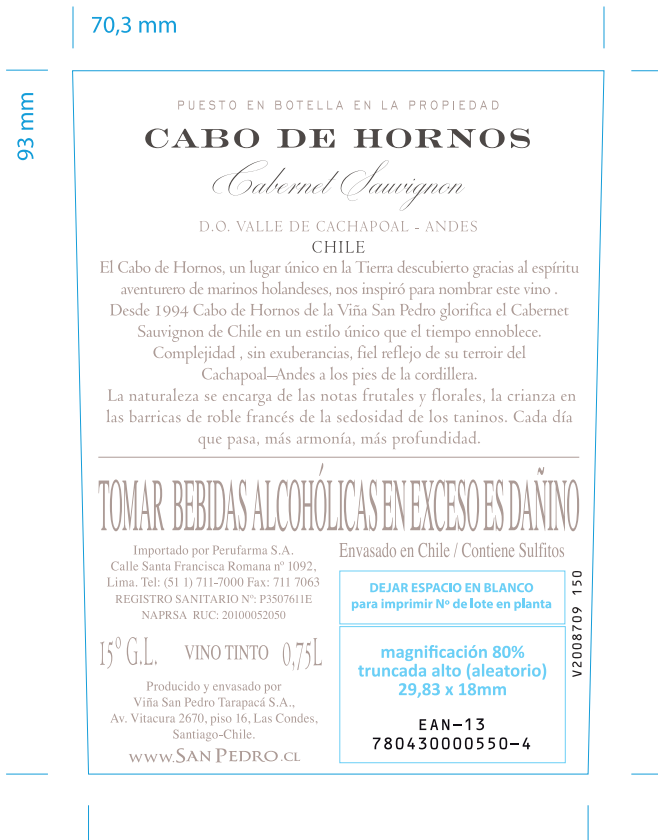 70,3 mm
93 mm
PUESTO EN BOTELLA EN LA PROPIEDAD
CABO DE HORNOS
Cabernet Sauvignon
D.O. VALLE DE CACHAPOAL - ANDES
CHILE
El Cabo de Hornos, un lugar único en la Tierra descubierto gracias al espíritu
aventurero de marinos holandeses, nos inspiró para nombrar este vino .
Desde 1994 Cabo de Hornos de la Viña San Pedro glorifica el Cabernet
Sauvignon de Chile en un estilo único que el tiempo ennoblece.
Complejidad , sin exuberancias, fiel reflejo de su terroir del
Cachapoal–Andes a los pies de la cordillera.
La naturaleza se encarga de las notas frutales y florales, la crianza en
las barricas de roble francés de la sedosidad de los taninos. Cada día
que pasa, más armonía, más profundidad.
TOMAR BEBIDAS ALCOHÓLICAS EN EXCESO ES DAÑINO
Importado por Perufarma S.A.
Calle Santa Francisca Romana nº 1092,
Lima. Tel: (51 1) 711-7000 Fax: 711 7063
REGISTRO SANITARIO Nº: P3507611E
NAPRSA RUC: 20100052050
15º G.L. VINO TINTO 0,75L
Producido y envasado por
Viña San Pedro Tarapacá S.A.,
Av. Vitacura 2670, piso 16, Las Condes,
Santiago-Chile.
www.SAN PEDRO.CL
Envasado en Chile / Contiene Sulfitos
DEJAR ESPACIO EN BLANCO
para imprimir Nº de lote en planta
V2008709 150
magnificación 80%
truncada alto (aleatorio)
29,83 x 18mm
EAN-13
780430000550-4